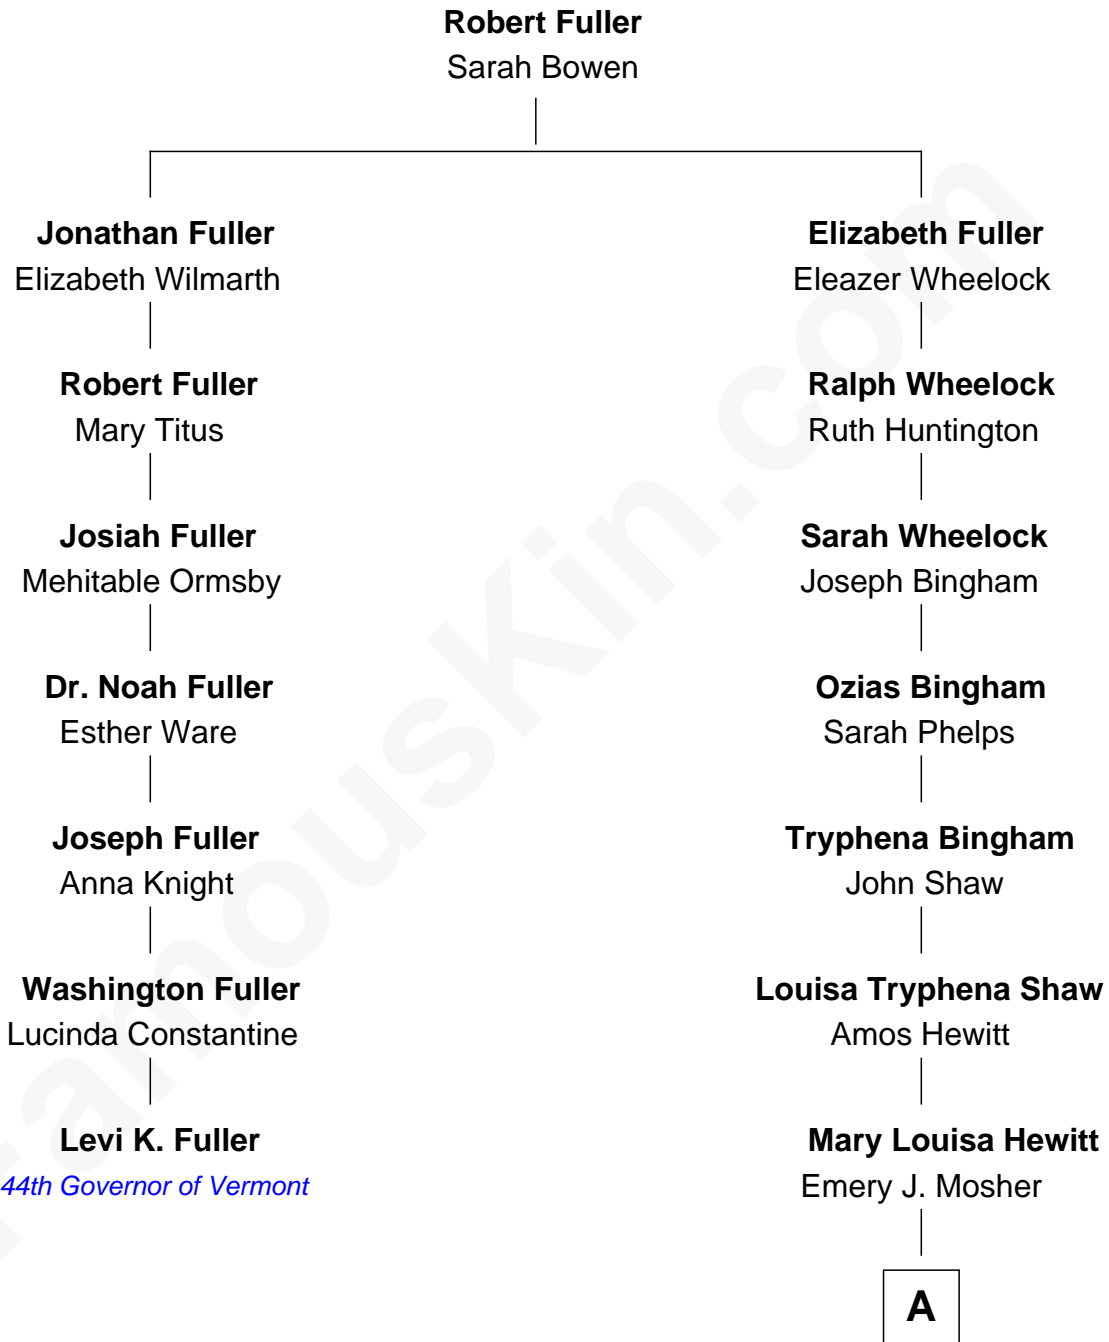 Robert Fuller
Sarah Bowen
Jonathan Fuller
Elizabeth Wilmarth
Elizabeth Fuller
Eleazer Wheelock
Robert Fuller
Mary Titus
Ralph Wheelock
Ruth Huntington
Josiah Fuller
Mehitable Ormsby
Sarah Wheelock
Joseph Bingham
Dr. Noah Fuller
Esther Ware
Ozias Bingham
Sarah Phelps
Joseph Fuller
Anna Knight
Tryphena Bingham
John Shaw
Washington Fuller
Lucinda Constantine
Louisa Tryphena Shaw
Amos Hewitt
Levi K. Fuller
44th Governor of Vermont
Mary Louisa Hewitt
Emery J. Mosher
A
FamousKin.com